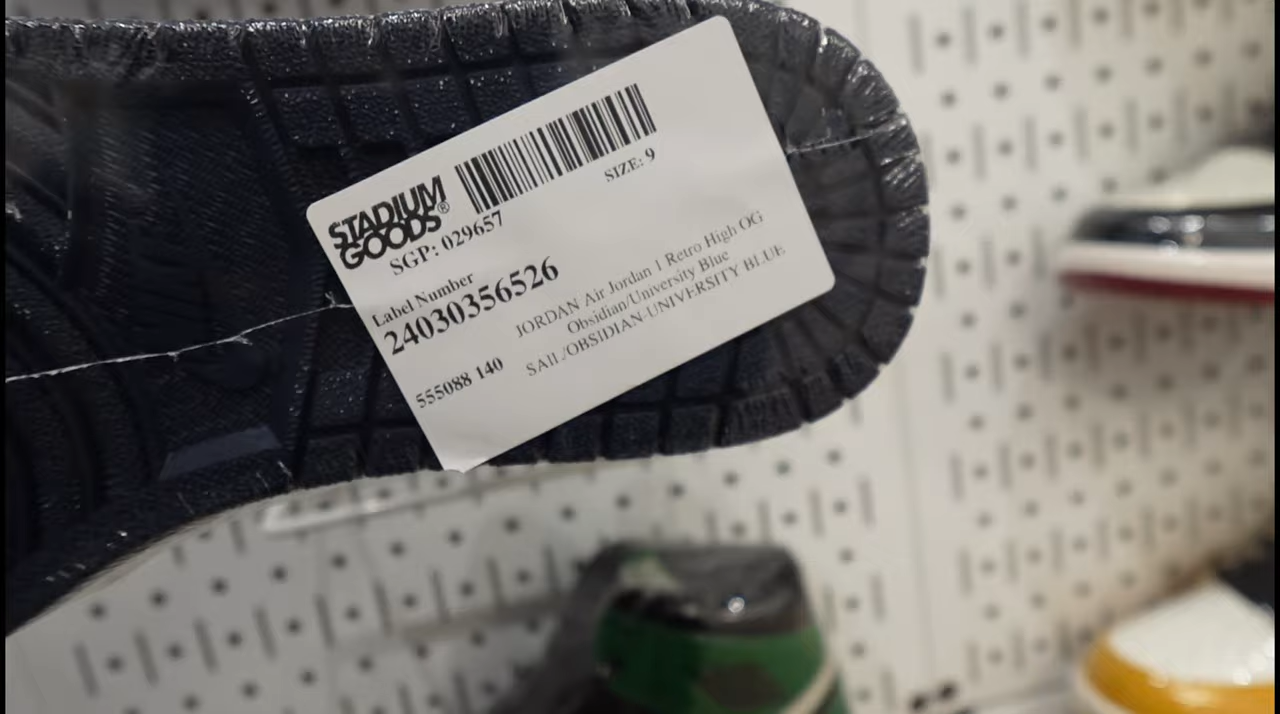 STADIUM
GOODS®
SIZE: 9
SGP: 029657
Label Number
24030356526
JORDAN Air Jordan 1 Retro High OG
Obsidian/University Blue
SAIL/OBSIDIAN-UNIVERSITY BLUE
555088 140